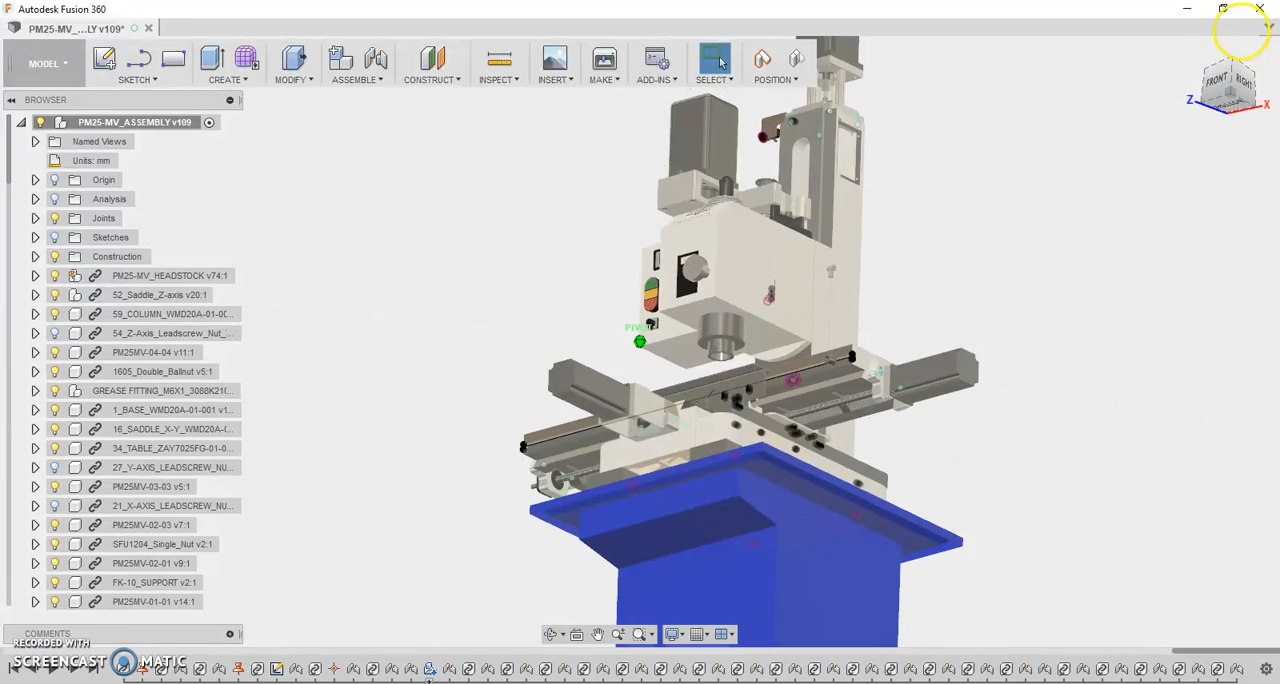 Autodesk Fusion 360
PM25-MV_...LY v109*
MODEL
SKETCH
CREATE
MODIFY
ASSEMBLE
CONSTRUCT
INSPECT
INSERT
MAKE
ADD-INS
SELECT
POSITION
FRONT
RIGHT
Z
X
BROWSER
PM25-MV_ASSEMBLY v109
Named Views
Units: mm
Origin
Analysis
Joints
Sketches
Construction
PM25-MV_HEADSTOCK v74:1
52_Saddle_Z-axis v20:1
59_COLUMN_WMD20A-01-0(...
54_Z-Axis_Leadscrew_Nut_...
PM25MV-04-04 v11:1
1605_Double_Ballnut v5:1
GREASE FITTING_M6X1_3088K21(...
1_BASE_WMD20A-01-001 v1...
16_SADDLE_X-Y_WMD20A-(...
34_TABLE_ZAY7025FG-01-0...
27_Y-AXIS_LEADSCREW_NU...
PM25MV-03-03 v5:1
21_X-AXIS_LEADSCREW_NU...
PM25MV-02-03 v7:1
SFU1204_Single_Nut v2:1
PM25MV-02-01 v9:1
FK-10_SUPPORT v2:1
PM25MV-01-01 v14:1
COMMENTS
RECORDED WITH
SCREENCAST MATIC